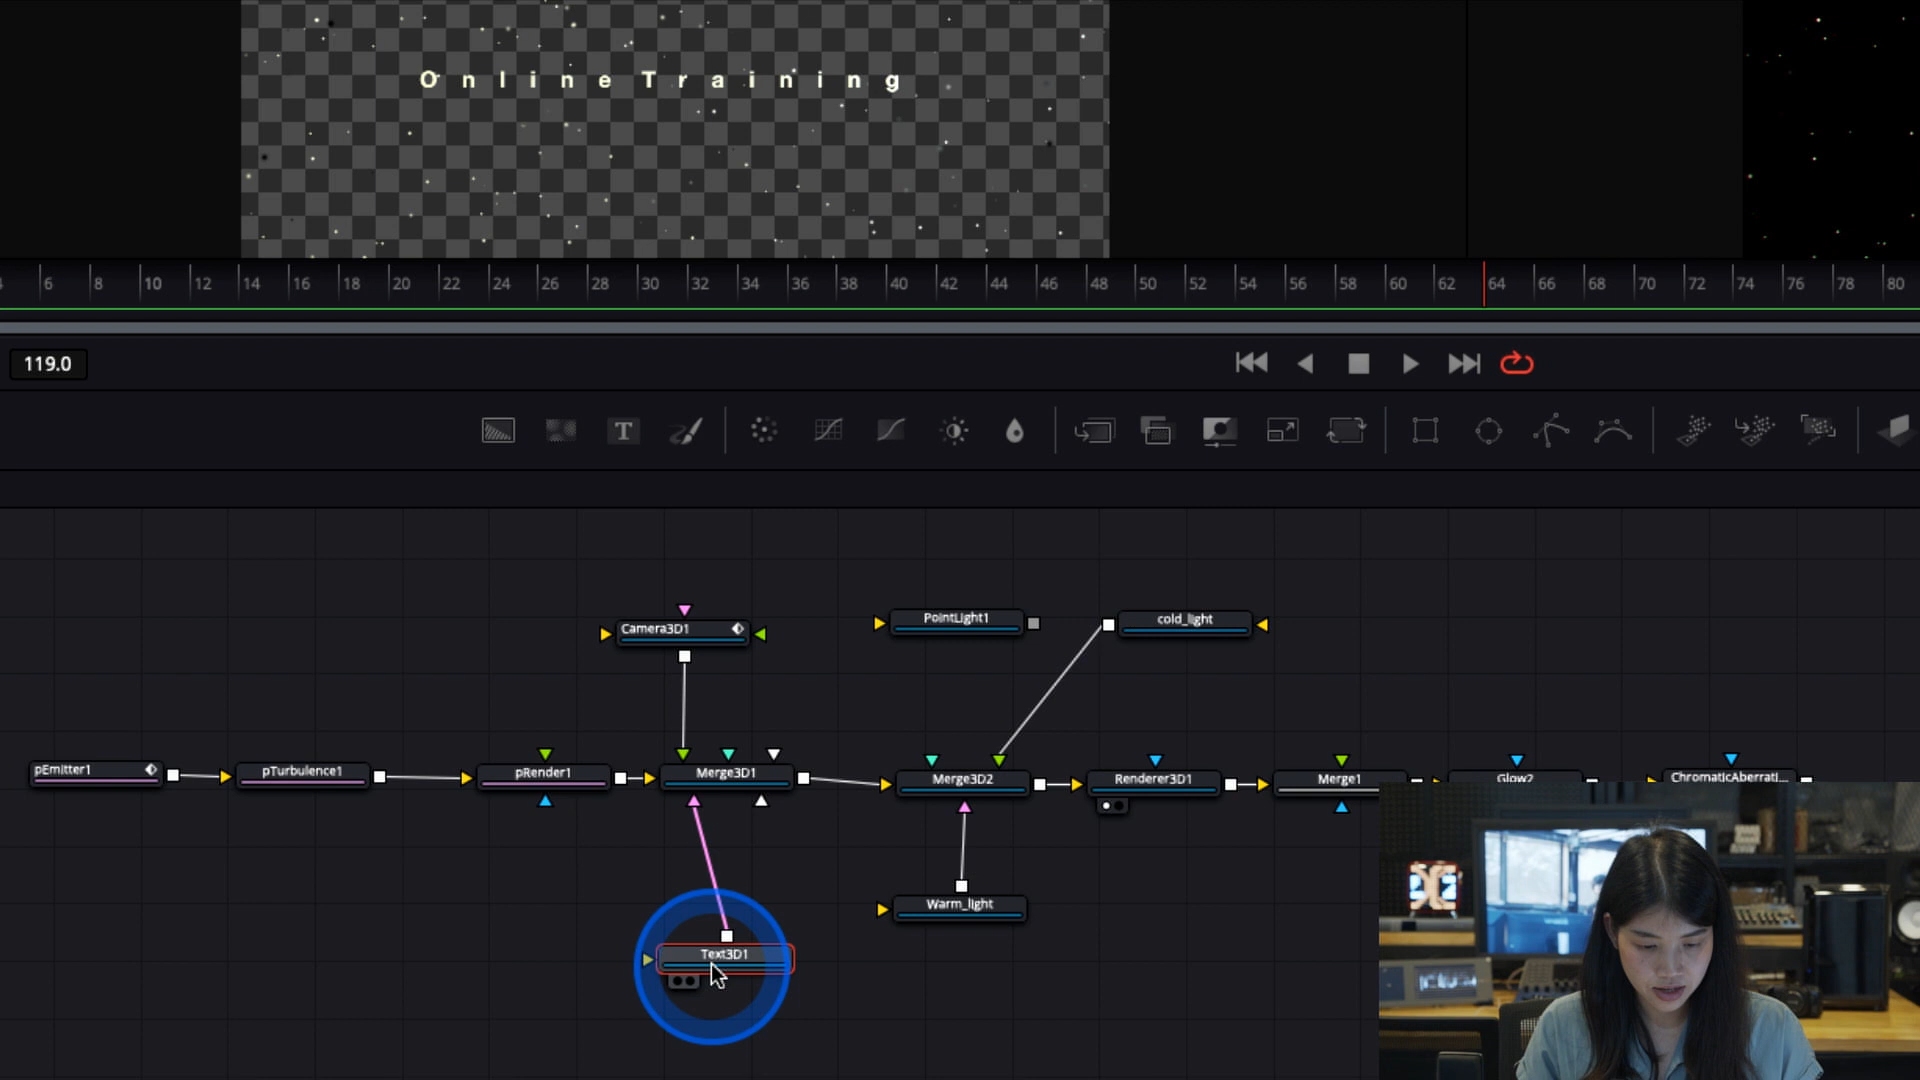 O n l i n e T r a i n i n g
6 8 10 12 14 16 18 20 22 24 26 28 30 32 34 36 38 40 42 44 46 48 50 52 54 56 58 60 62 64 66 68 70 72 74 76 78 80
119.0
T
Camera3D1
PointLight1
cold_light
pEmitter1
pTurbulence1
pRender1
Merge3D1
Merge3D2
Renderer3D1
Merge1
Glow2
ChromaticAberrati...
Warm_light
Text3D1